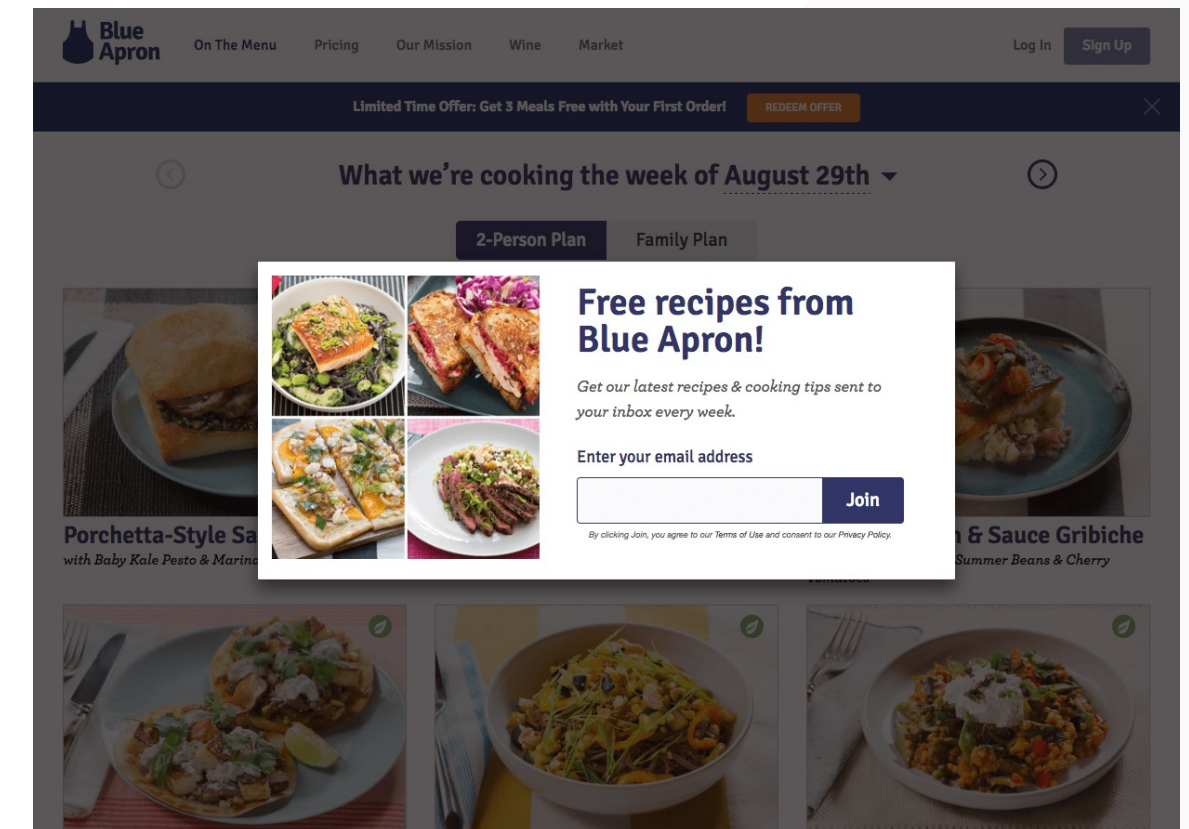 Blue
Apron
On The Menu
Pricing
Our Mission
Wine
Market
Log In
Sign Up
Limited Time Offer: Get 3 Meals Free with Your First Order!
REDEEM OFFER
What we're cooking the week of August 29th
2-Person Plan
Family Plan
Free recipes from
Blue Apron!
Get our latest recipes & cooking tips sent to
your inbox every week.
Enter your email address
Join
By clicking Join, you agree to our Terms of Use and consent to our Privacy Policy.
Porchetta-Style
& Sauce Gribiche
with Baby Kale Pesto &
Summer Beans & Cherry